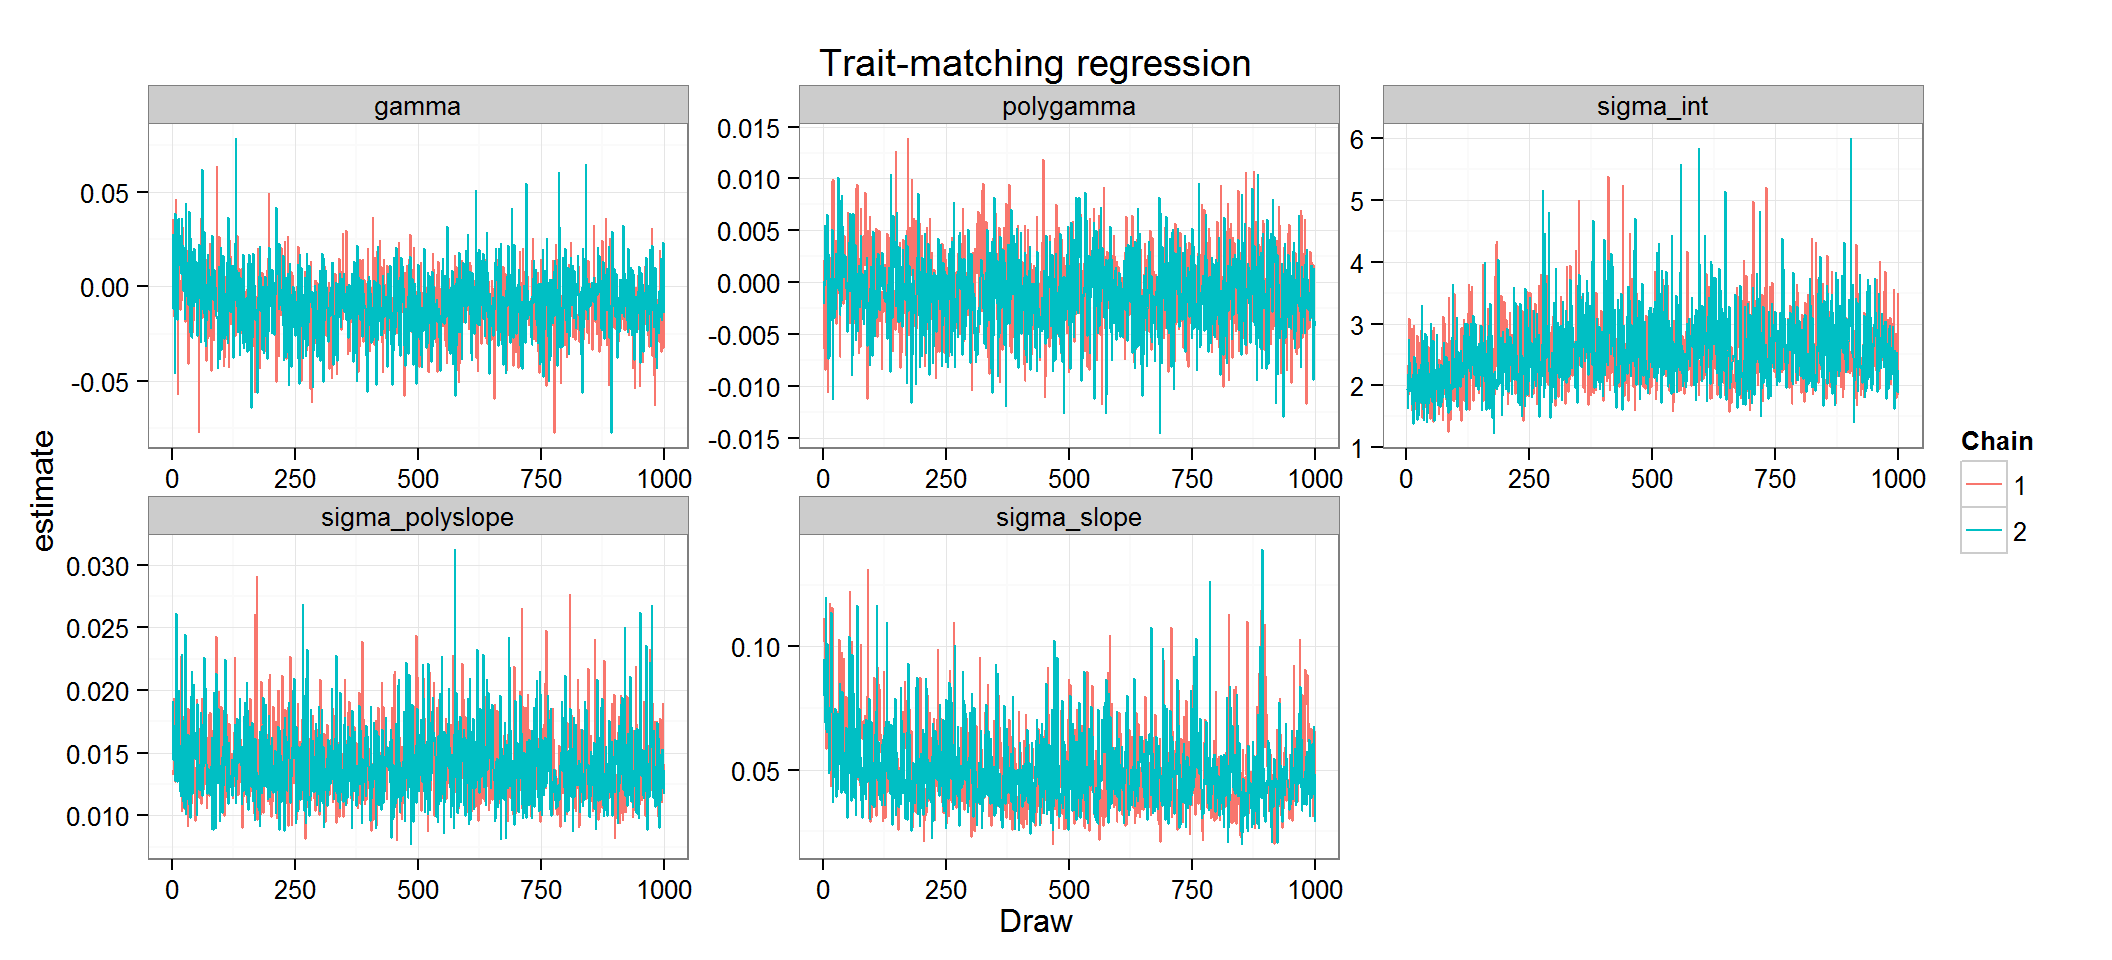 Trait-matching regression
gamma
polygamma
sigma_int
0.05
0.00
-0.05
0.015
0.010
0.005
0.000
-0.005
-0.010
-0.015
6
5
4
3
2
1
0 250 500 750 1000
0 250 500 750 1000
0 250 500 750 1000
estimate
Chain
1
2
sigma_polyslope
sigma_slope
0.030
0.025
0.020
0.015
0.010
0.10
0.05
0 250 500 750 1000
0 250 500 750 1000
Draw